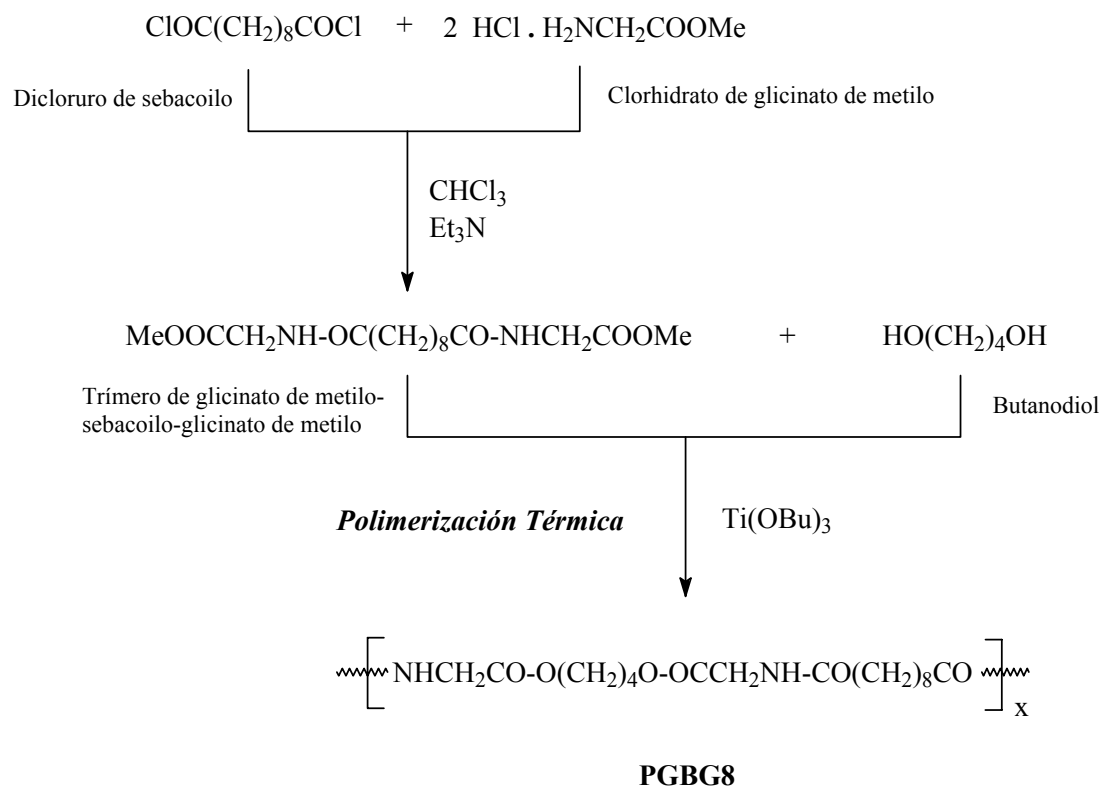 ClOC(CH₂)₈COCl + 2 HCl . H₂NCH₂COOMe
Dicloruro de sebacoilo
Clorhidrato de glicinato de metilo
CHCl₃
Et₃N
MeOOCCH₂NH-OC(CH₂)₈CO-NHCH₂COOMe + HO(CH₂)₄OH
Trímero de glicinato de metilo-
sebacoilo-glicinato de metilo
Butanodiol
Polimerización Térmica
Ti(OBu)₃
NHCH₂CO-O(CH₂)₄O-OCCH₂NH-CO(CH₂)₈CO
x
PGBG8